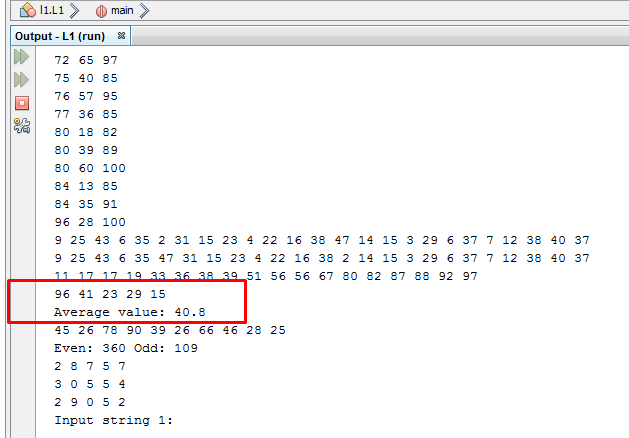 l1.L1 main
Output - L1 (run)
72 65 97
75 40 85
76 57 95
77 36 85
80 18 82
80 39 89
80 60 100
84 13 85
84 35 91
96 28 100
9 25 43 6 35 2 31 15 23 4 22 16 38 47 14 15 3 29 6 37 7 12 38 40 37
9 25 43 6 35 47 31 15 23 4 22 16 38 2 14 15 3 29 6 37 7 12 38 40 37
11 17 17 19 33 36 38 39 51 56 56 67 80 82 87 88 92 97
96 41 23 29 15
Average value: 40.8
45 26 78 90 39 26 66 46 28 25
Even: 360 Odd: 109
2 8 7 5 7
3 0 5 5 4
2 9 0 5 2
Input string 1: